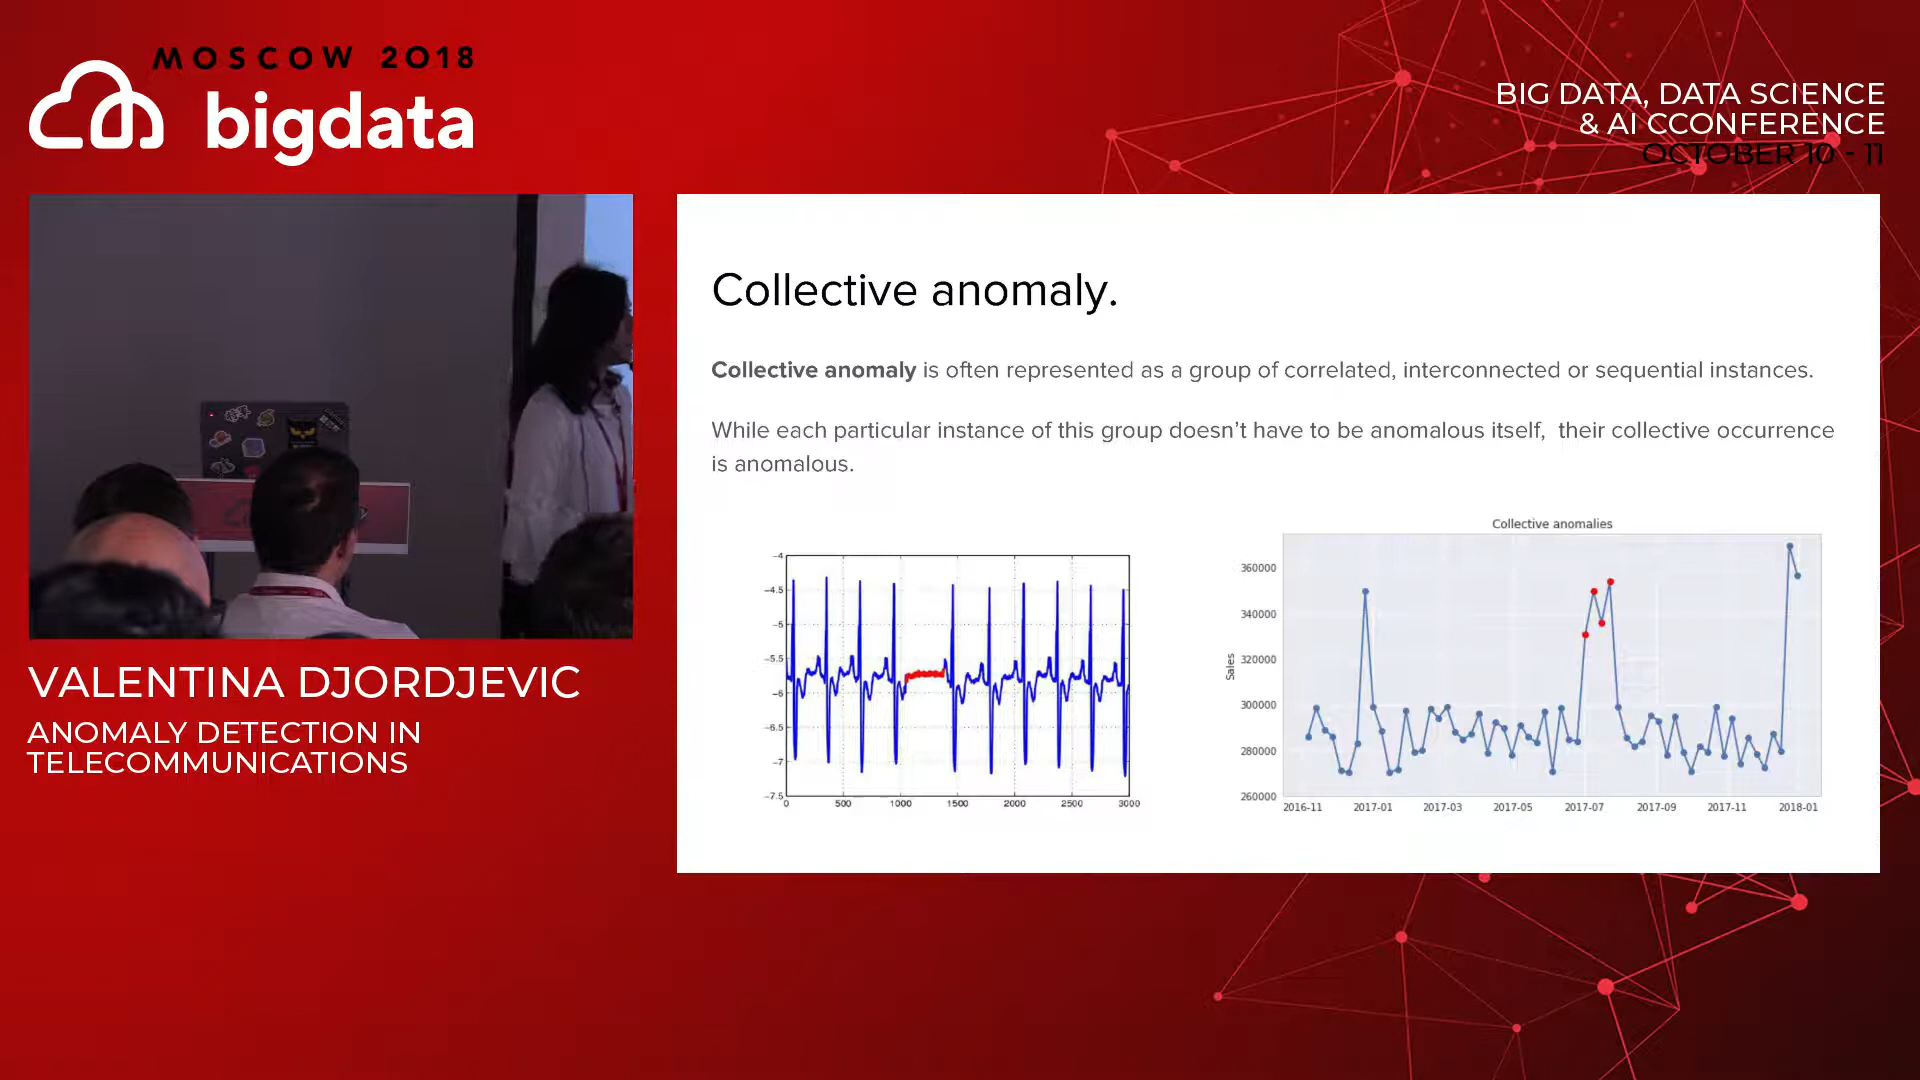 MOSCOW 2018
bigdata
BIG DATA, DATA SCIENCE
& AI CCONFERENCE
OCTOBER 10 - 11
VALENTINA DJORDJEVIC
ANOMALY DETECTION IN
TELECOMMUNICATIONS
Collective anomaly.
Collective anomaly is often represented as a group of correlated, interconnected or sequential instances.
While each particular instance of this group doesn't have to be anomalous itself, their collective occurrence
is anomalous.
-4
-4.5
-5
-5.5
-6
-6.5
-7
-7.5
0 500 1000 1500 2000 2500 3000
Collective anomalies
Sales
360000
340000
320000
300000
280000
260000
2016-11 2017-01 2017-03 2017-05 2017-07 2017-09 2017-11 2018-01